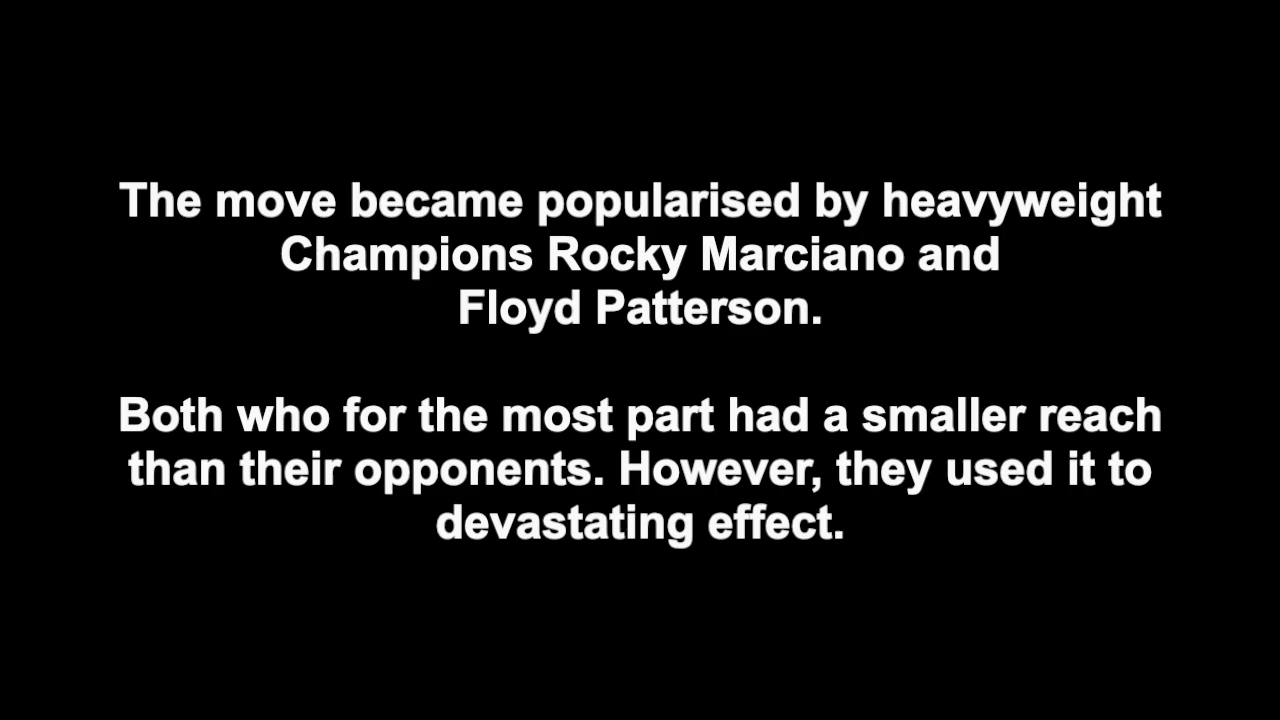 The move became popularised by heavyweight
Champions Rocky Marciano and
Floyd Patterson.
Both who for the most part had a smaller reach
than their opponents. However, they used it to
devastating effect.